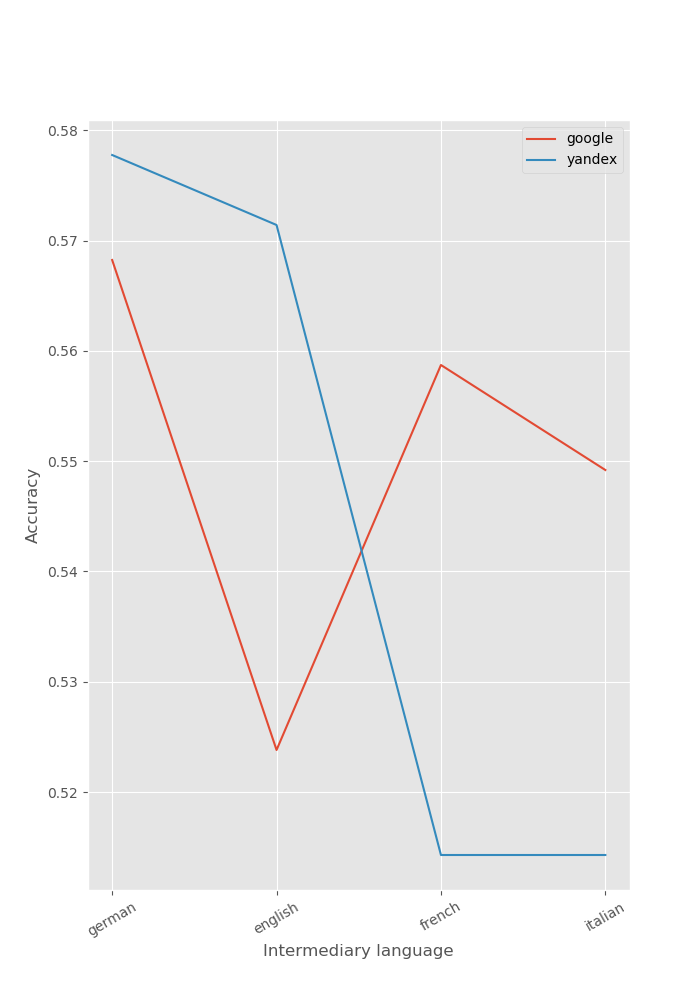 google
yandex
0.58
0.57
0.56
0.55
0.54
0.53
0.52
Accuracy
german
english
french
italian
Intermediary language